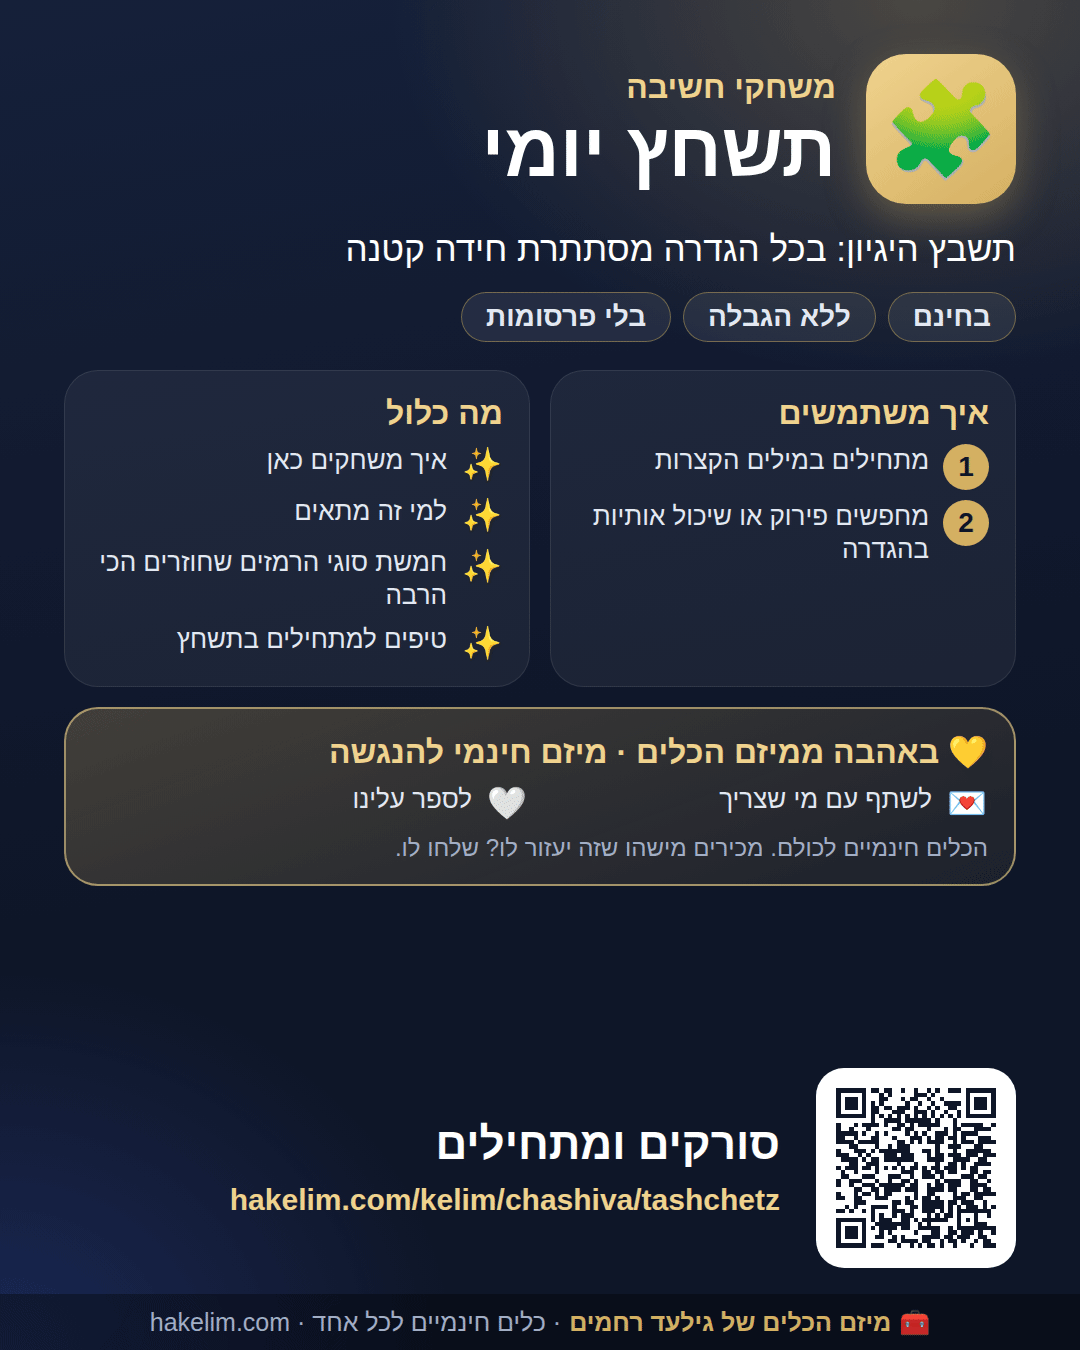 משחקי חשיבה
תשחץ יומי
תשבץ היגיון: בכל הגדרה מסתתרת חידה קטנה
בחינם
ללא הגבלה
בלי פרסומות
איך משתמשים
1 מתחילים במילים הקצרות
2 מחפשים פירוק או שיכול אותיות
בהגדרה
מה כלול
איך משחקים כאן
למי זה מתאים
חמשת סוגי הרמזים שחוזרים הכי
הרבה
טיפים למתחילים בתשחץ
באהבה ממיזם הכלים · מיזם חינמי להנגשה
לשתף עם מי שצריך
לספר עלינו
הכלים חינמיים לכולם. מכירים מישהו שזה יעזור לו? שלחו לו.
סורקים ומתחילים
hakelim.com/kelim/chashiva/tashchetz
מיזם הכלים של גילעד רחמים · כלים חינמיים לכל אחד · hakelim.com